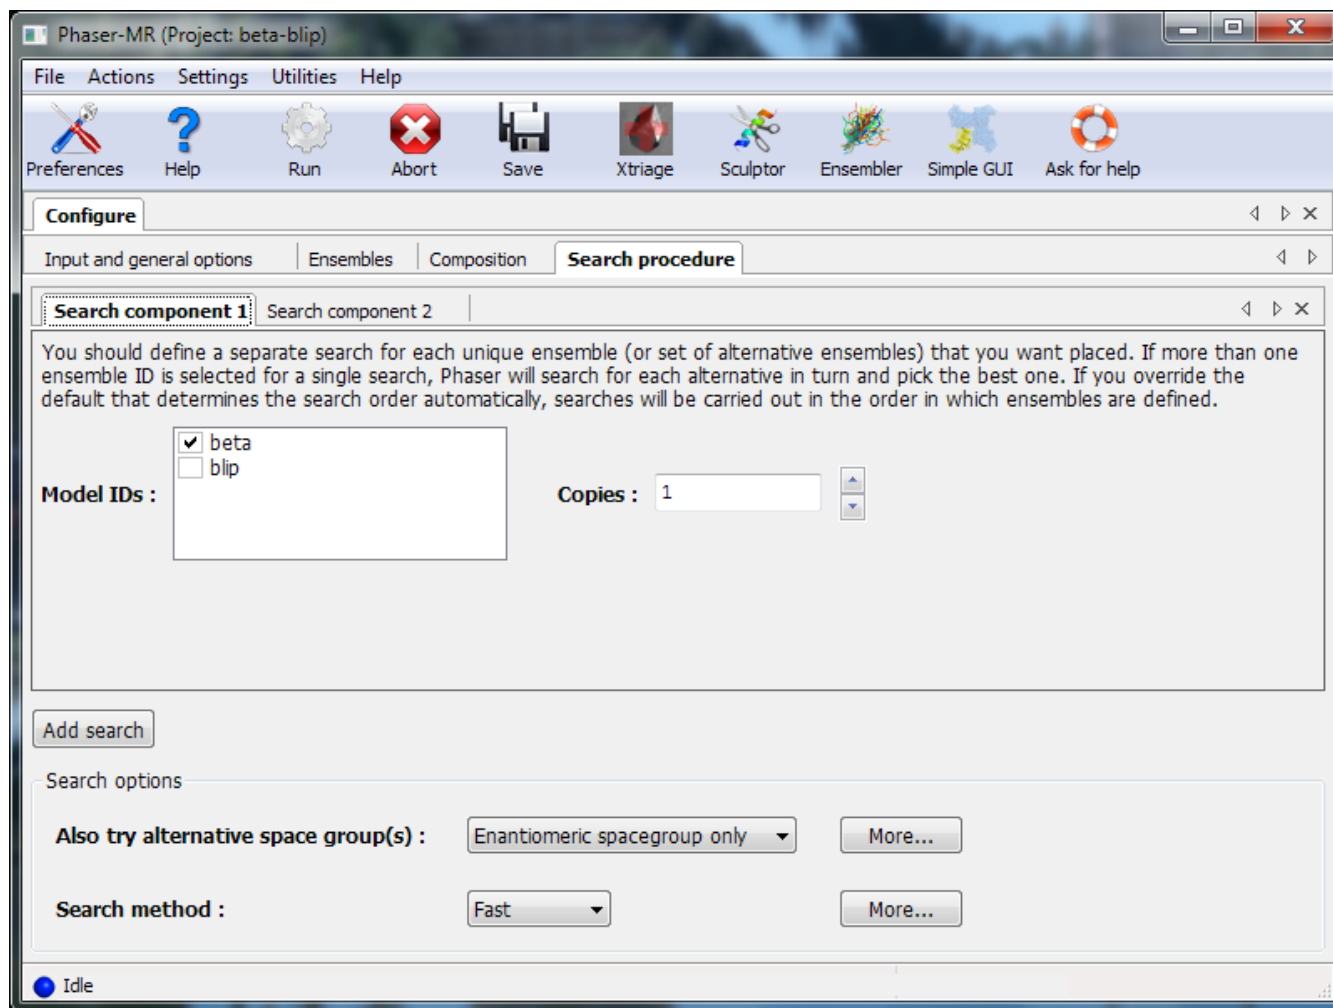 Phaser-MR (Project: beta-blip)
File Actions Settings Utilities Help
Preferences Help Run Abort Save Xtriage Sculptor Ensembler Simple GUI Ask for help
Configure
Input and general options Ensembles Composition Search procedure
Search component 1 Search component 2
You should define a separate search for each unique ensemble (or set of alternative ensembles) that you want placed. If more than one
ensemble ID is selected for a single search, Phaser will search for each alternative in turn and pick the best one. If you override the
default that determines the search order automatically, searches will be carried out in the order in which ensembles are defined.
beta
blip
Model IDs : Copies : 1
Add search
Search options
Also try alternative space group(s) : Enantiomeric spacegroup only More...
Search method : Fast More...
Idle